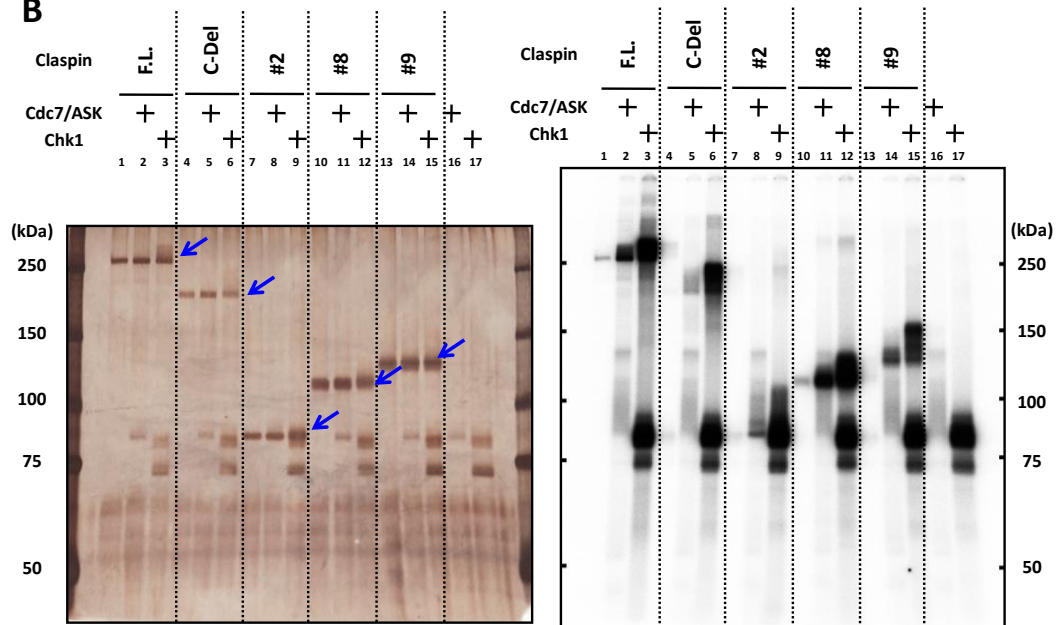 B
Claspin F.L. C-Del #2 #8 #9
Cdc7/ASK + + + + + +
Chk1 + + + + + +
1 2 3 4 5 6 7 8 9 10 11 12 13 14 15 16 17
(kDa)
250
150
100
75
50
Claspin F.L. C-Del #2 #8 #9
Cdc7/ASK + + + + + +
Chk1 + + + + + +
1 2 3 4 5 6 7 8 9 10 11 12 13 14 15 16 17
(kDa)
250
150
100
75
50